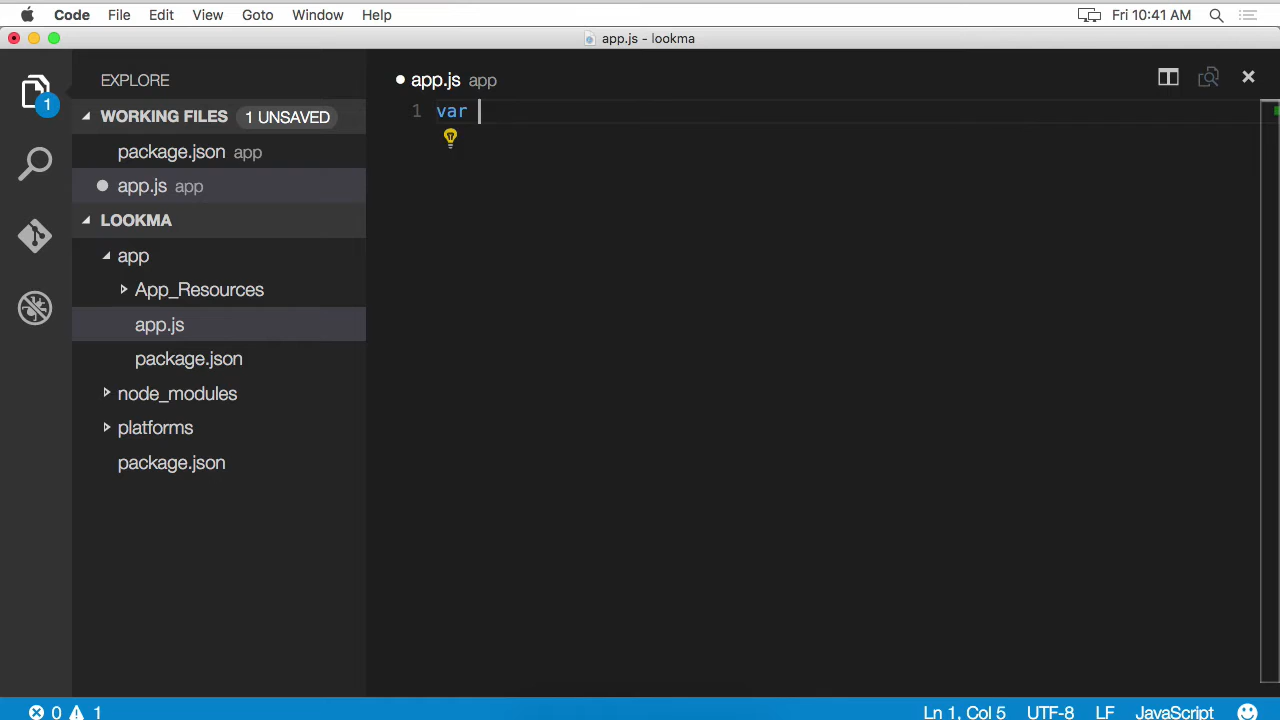 Code File Edit View Goto Window Help Fri 10:41 AM
app.js - lookma
EXPLORE
WORKING FILES 1 UNSAVED
package.json app
app.js app
LOOKMA
app
App_Resources
app.js
package.json
node_modules
platforms
package.json
1
app.js app
1 var
0 1 Ln 1, Col 5 UTF-8 LF JavaScript